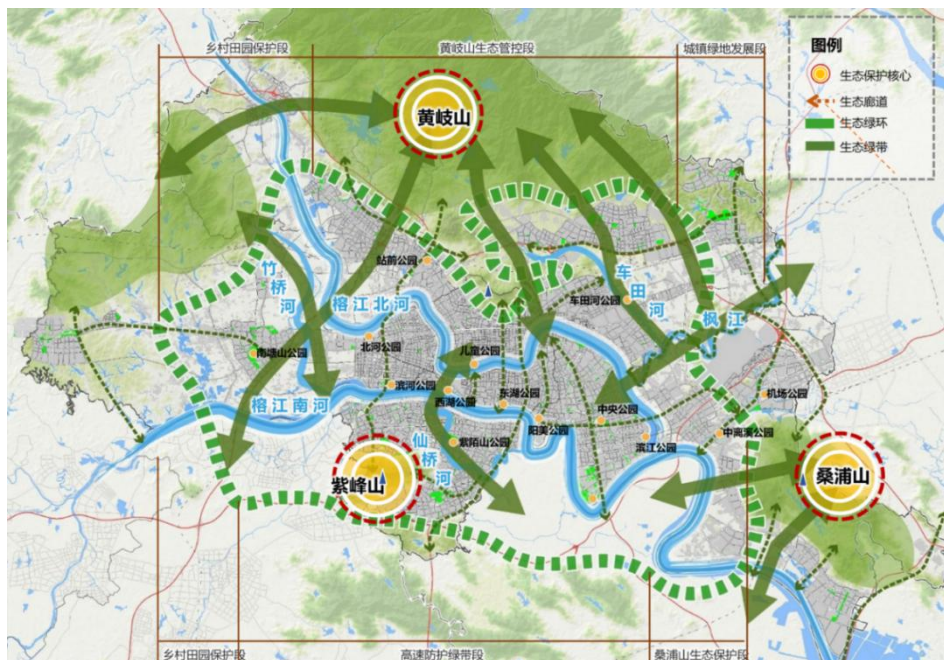 乡村田园保护段
黄岐山生态管控段
城镇绿地发展段
图例
生态保护核心
生态廊道
生态绿环
生态绿带
黄岐山
竹桥河
榕江北河
站前公园
车田河
车田河公园
枫江
南塘山公园
北河公园
儿童公园
滨河公园
西湖公园
东湖公园
机场公园
榕江南河
中央公园
阳美公园
中离溪公园
滨江公园
仙桥河
紫陌山公园
紫峰山
桑浦山
乡村田园保护段
高速防护绿带段
桑浦山生态保护段